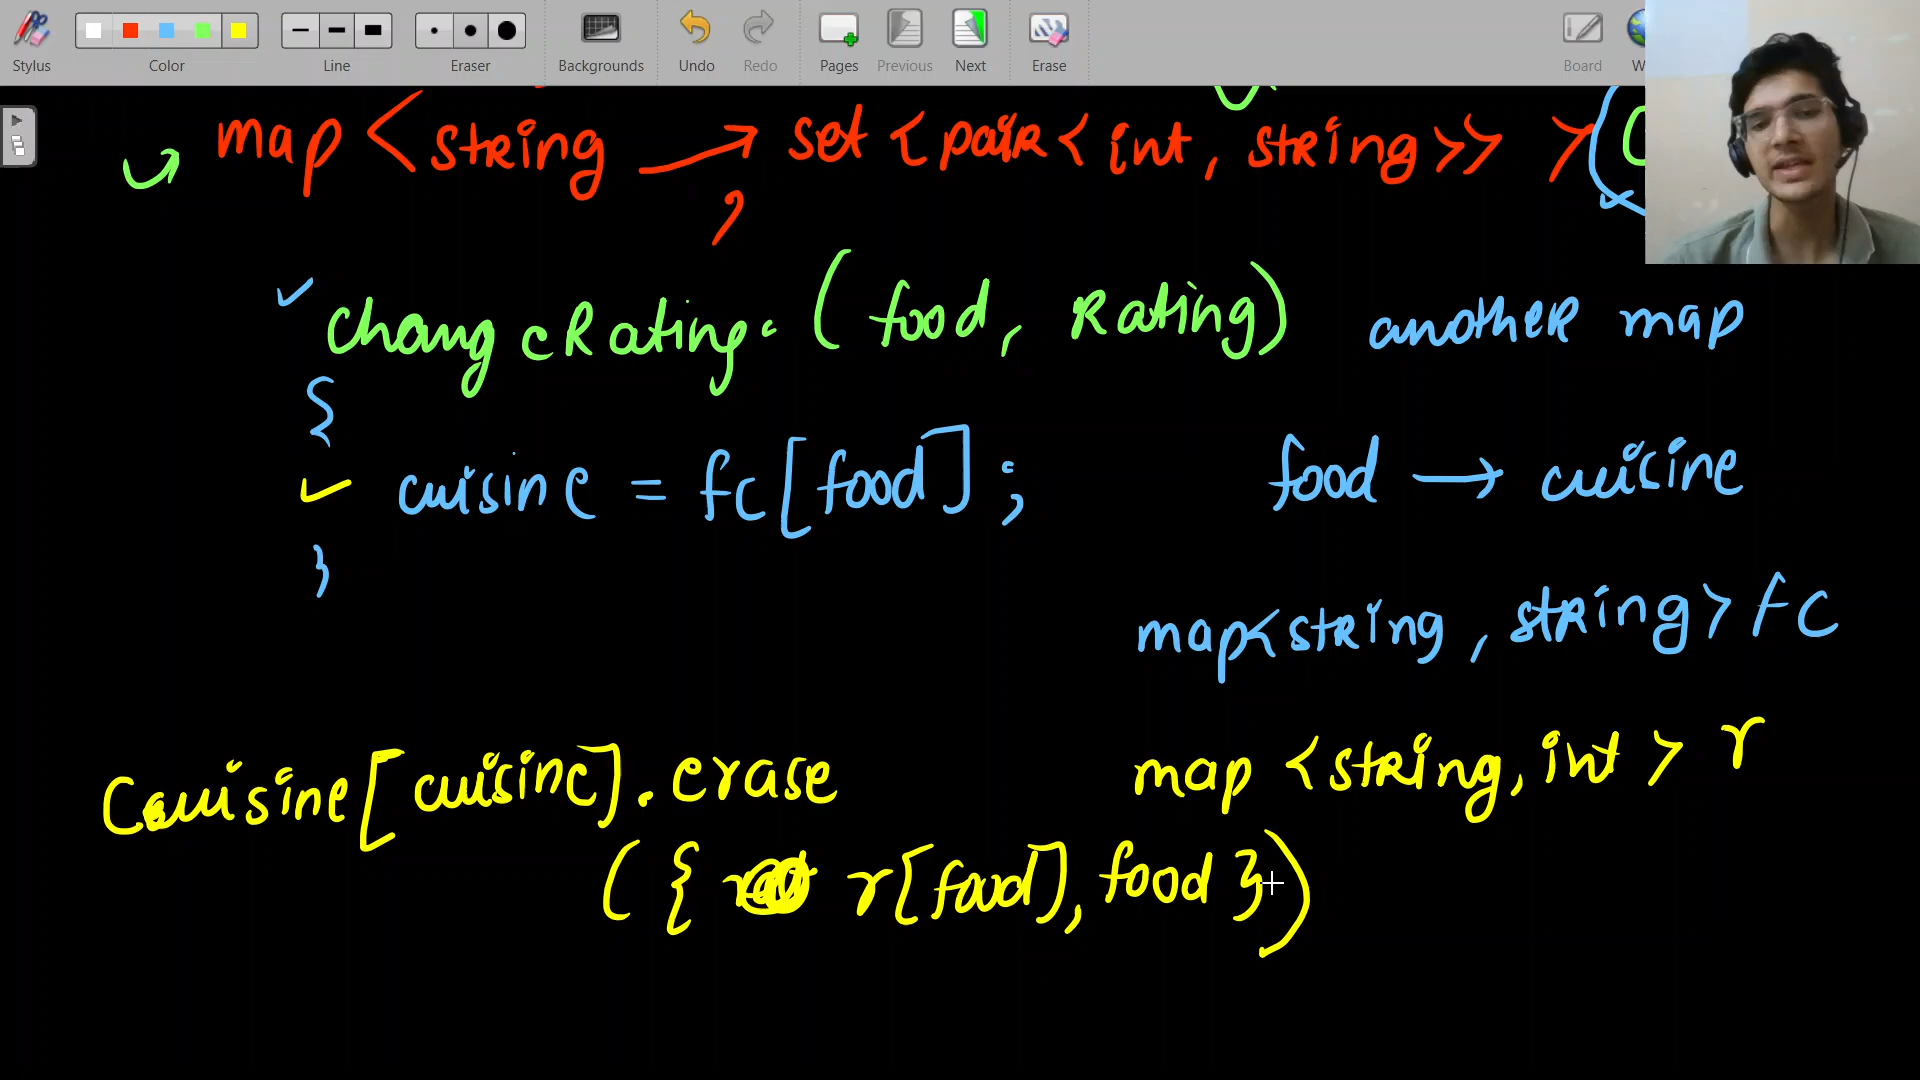 Stylus Color Line Eraser Backgrounds Undo Redo Pages Previous Next Erase Board W
map < string → set < pair < int, string >> > (
changeRating (food, Rating) another map
{
cuisine = fc[food]; food → cuisine
}
map<string, string> fc
Cuisine[cuisine].erase map <string, int> r
({ r[food], food })